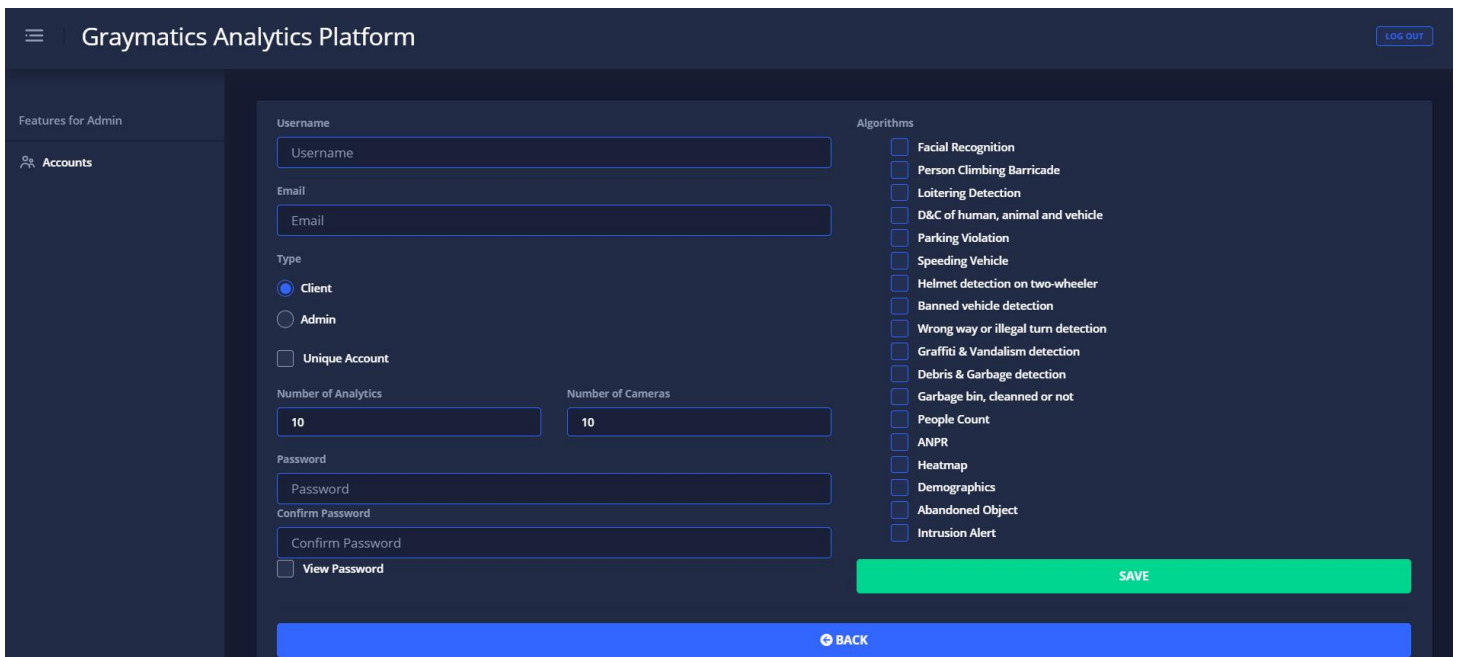 Graymatics Analytics Platform
LOG OUT
Features for Admin
Accounts
Username
Username
Email
Email
Type
Client
Admin
Unique Account
Number of Analytics
Number of Cameras
10
10
Password
Password
Confirm Password
Confirm Password
View Password
Algorithms
Facial Recognition
Person Climbing Barricade
Loitering Detection
D&C of human, animal and vehicle
Parking Violation
Speeding Vehicle
Helmet detection on two-wheeler
Banned vehicle detection
Wrong way or illegal turn detection
Graffiti & Vandalism detection
Debris & Garbage detection
Garbage bin, cleanned or not
People Count
ANPR
Heatmap
Demographics
Abandoned Object
Intrusion Alert
SAVE
BACK